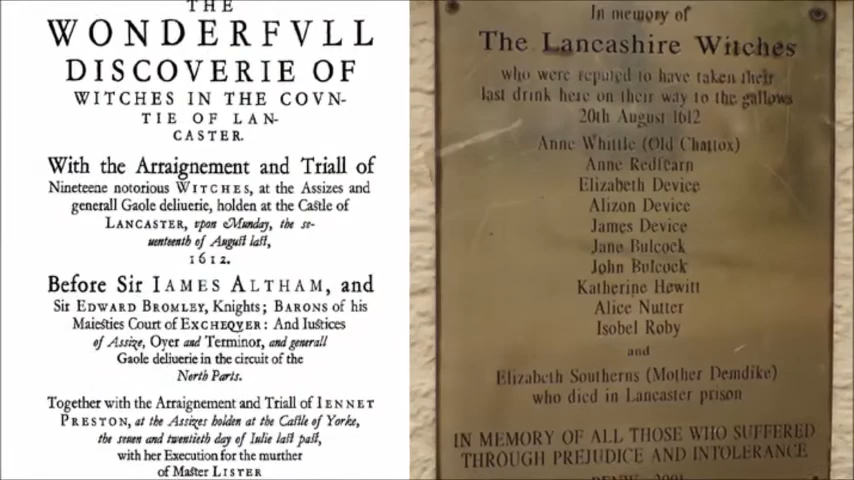 THE
WONDERFVLL
DISCOVERIE OF
WITCHES IN THE COVN-
TIE OF LAN-
CASTER.
With the Arraignement and Triall of
Nineteene notorious WITCHES, at the Assizes and
generall Gaole deliuerie, holden at the Castle of
LANCASTER, vpon Munday, the se-
uenteenth of August last,
1612.
Before Sir IAMES ALTHAM, and
Sir EDWARD BROMLEY, Knights; BARONS of his
Maiesties Court of EXCHEQVER: And Iustices
of Assize, Oyer and Terminor, and generall
Gaole deliuerie in the circuit of the
North Parts.
Together with the Arraignement and Triall of IENNET
PRESTON, at the Assizes holden at the Castle of Yorke,
the seuen and twentieth day of Iulie last past,
with her Execution for the murther
of Master LISTER
In memory of
The Lancashire Witches
who were reputed to have taken their
last drink here on their way to the gallows
20th August 1612
Anne Whittle (Old Chattox)
Anne Redfearn
Elizabeth Device
Alizon Device
James Device
Jane Bulcock
John Bulcock
Katherine Hewitt
Alice Nutter
Isobel Roby
and
Elizabeth Southerns (Mother Demdike)
who died in Lancaster prison
IN MEMORY OF ALL THOSE WHO SUFFERED
THROUGH PREJUDICE AND INTOLERANCE